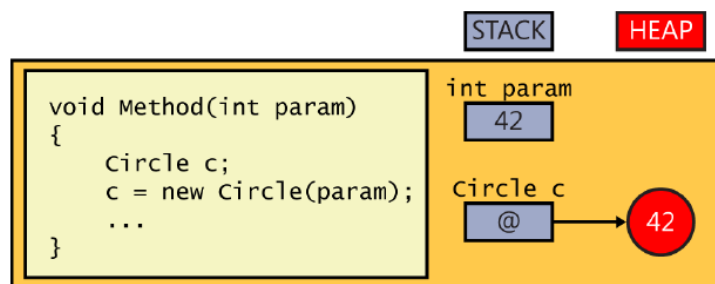 STACK HEAP
void Method(int param)
{
    Circle c;
    c = new Circle(param);
    ...
}
int param
42
Circle c
@ 42